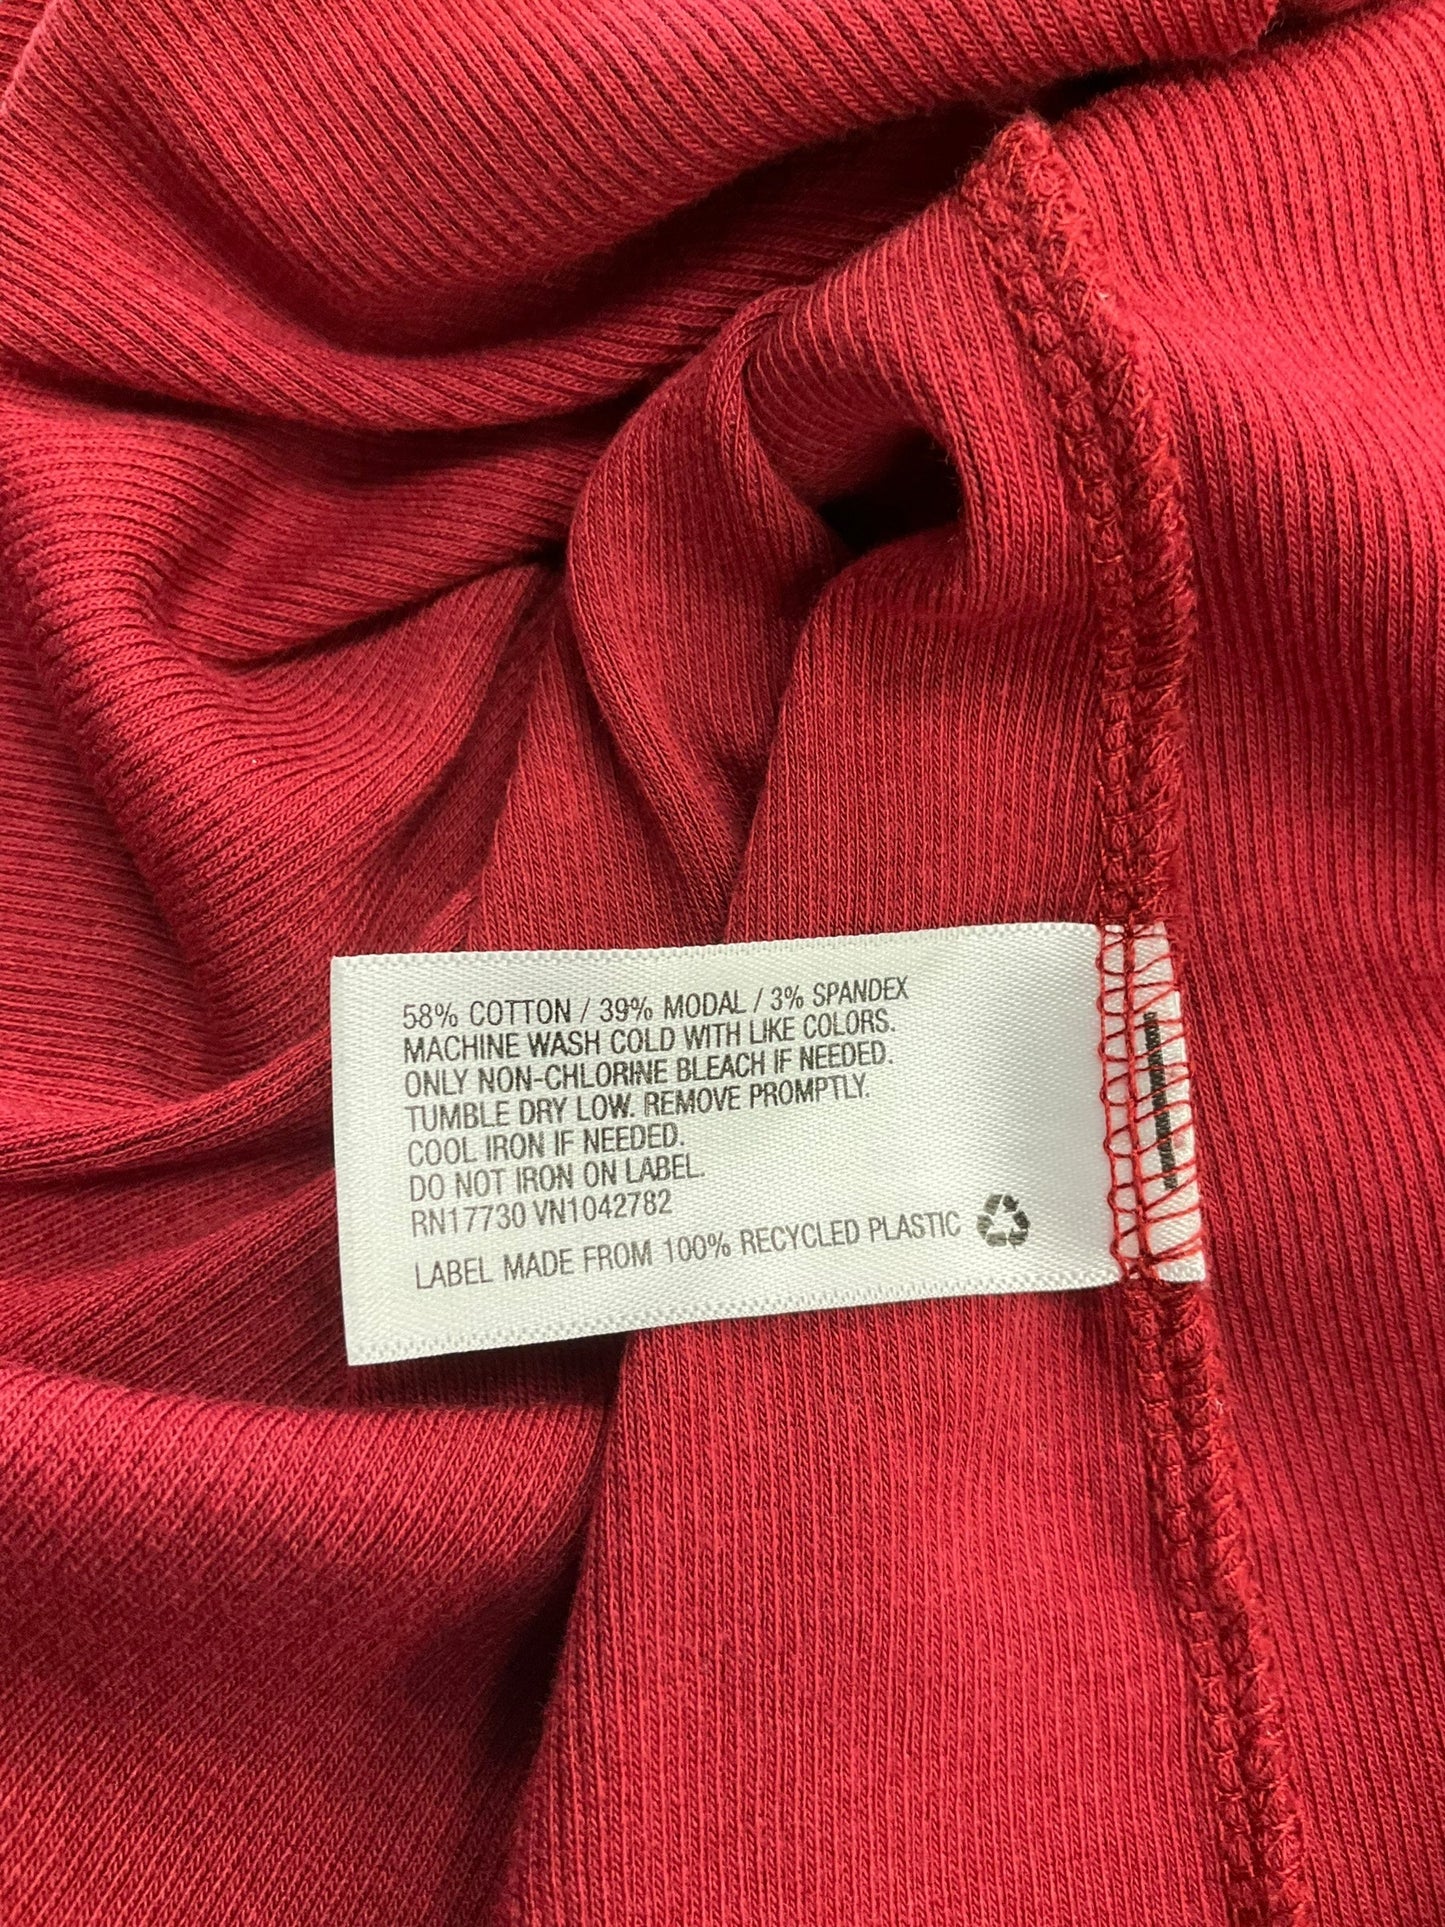 58% COTTON / 39% MODAL / 3% SPANDEX
MACHINE WASH COLD WITH LIKE COLORS.
ONLY NON-CHLORINE BLEACH IF NEEDED.
TUMBLE DRY LOW. REMOVE PROMPTLY.
COOL IRON IF NEEDED.
DO NOT IRON ON LABEL.
RN17730 VN1042782
LABEL MADE FROM 100% RECYCLED PLASTIC